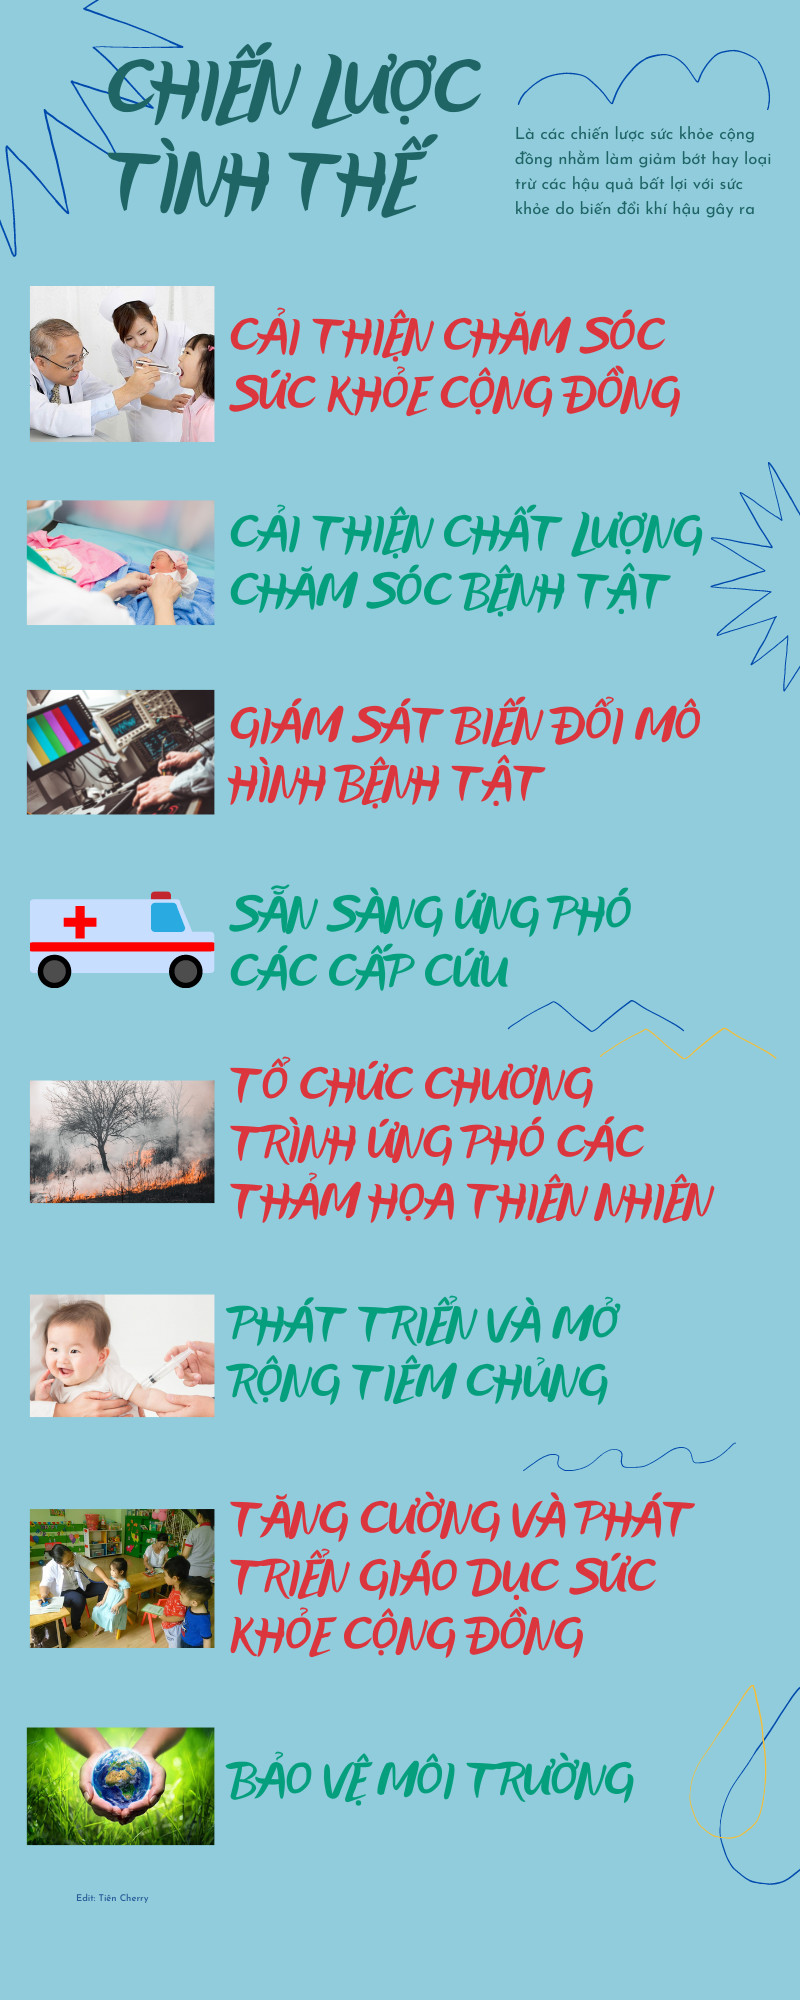 CHIẾN LƯỢC
TÌNH THẾ
Là các chiến lược sức khỏe cộng
đồng nhằm làm giảm bớt hay loại
trừ các hậu quả bất lợi với sức
khỏe do biến đổi khí hậu gây ra
CẢI THIỆN CHĂM SÓC
SỨC KHỎE CỘNG ĐỒNG
CẢI THIỆN CHẤT LƯỢNG
CHĂM SÓC BỆNH TẬT
GIÁM SÁT BIẾN ĐỔI MÔ
HÌNH BỆNH TẬT
SẴN SÀNG ỨNG PHÓ
CÁC CẤP CỨU
TỔ CHỨC CHƯƠNG
TRÌNH ỨNG PHÓ CÁC
THẢM HỌA THIÊN NHIÊN
PHÁT TRIỂN VÀ MỞ
RỘNG TIÊM CHỦNG
TĂNG CƯỜNG VÀ PHÁT
TRIỂN GIÁO DỤC SỨC
KHỎE CỘNG ĐỒNG
BẢO VỆ MÔI TRƯỜNG
Edit: Tiên Cherry